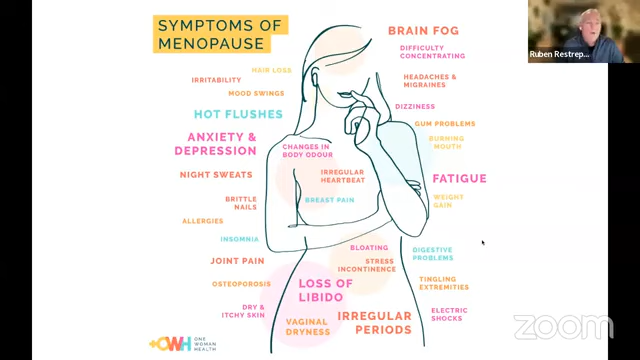 SYMPTOMS OF
MENOPAUSE
HAIR LOSS
IRRITABILITY
MOOD SWINGS
HOT FLUSHES
ANXIETY &
DEPRESSION
NIGHT SWEATS
BRITTLE
NAILS
ALLERGIES
INSOMNIA
JOINT PAIN
OSTEOPOROSIS
DRY &
ITCHY SKIN
CHANGES IN
BODY ODOUR
IRREGULAR
HEARTBEAT
BREAST PAIN
BLOATING
STRESS
INCONTINENCE
LOSS OF
LIBIDO
VAGINAL
DRYNESS
IRREGULAR
PERIODS
BRAIN FOG
DIFFICULTY
CONCENTRATING
HEADACHES &
MIGRAINES
DIZZINESS
GUM PROBLEMS
BURNING
MOUTH
FATIGUE
WEIGHT
GAIN
DIGESTIVE
PROBLEMS
TINGLING
EXTREMITIES
ELECTRIC
SHOCKS
OWH
ONE
WOMAN
HEALTH
Ruben Restrep...
zoom